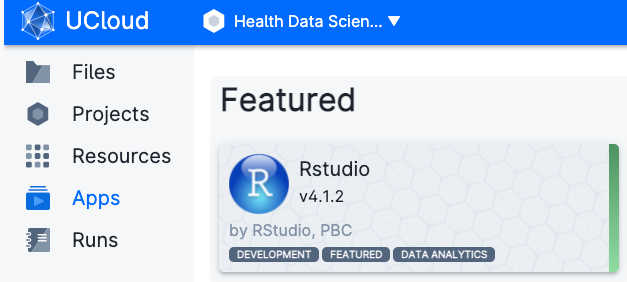 UCloud
Health Data Scien... ▼
Files
Projects
Resources
Apps
Runs
Featured
R
Rstudio
v4.1.2
by RStudio, PBC
DEVELOPMENT FEATURED DATA ANALYTICS